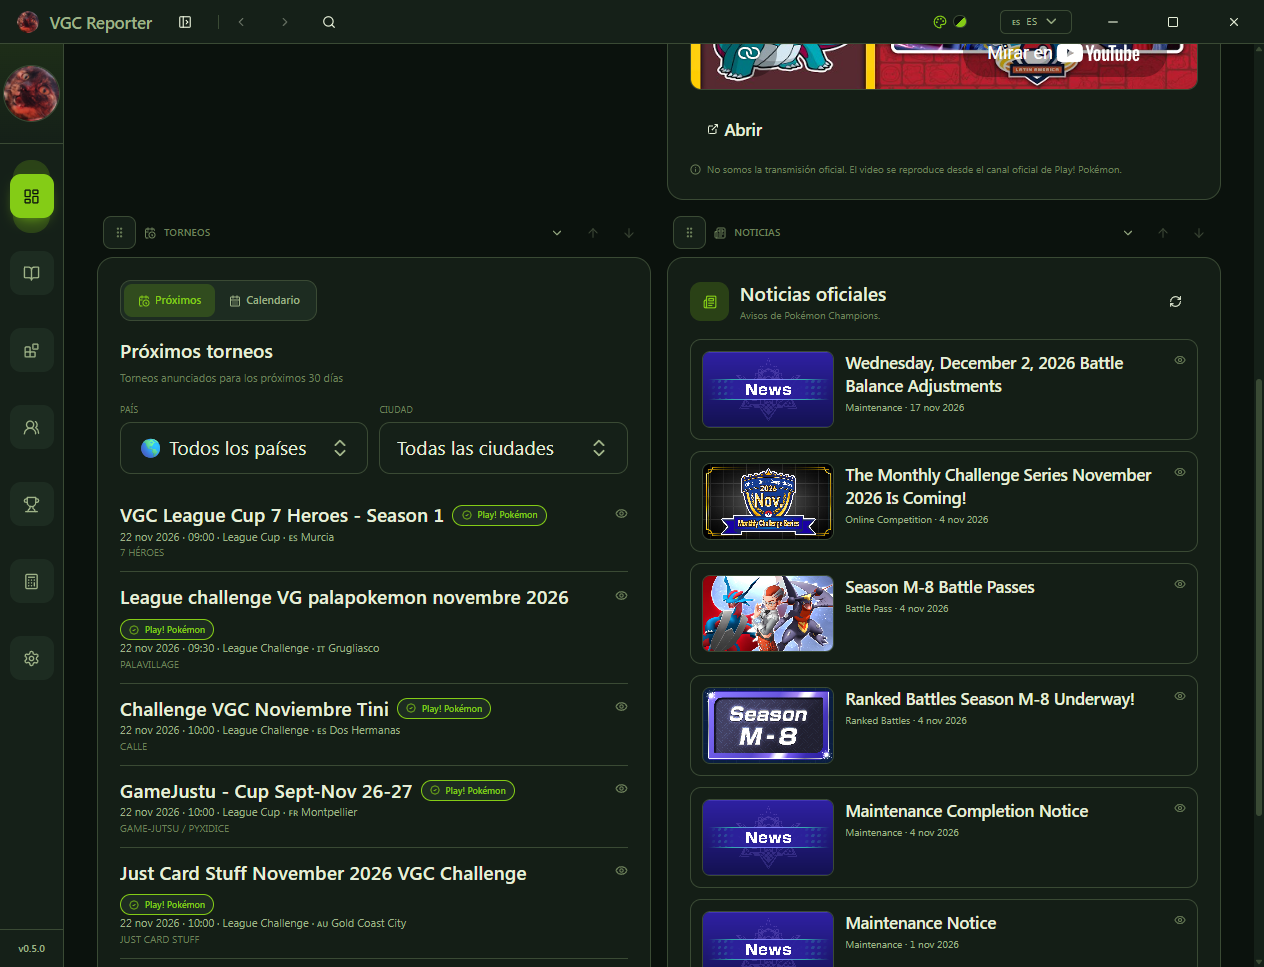 VGC Reporter
ES ES
Mirar en YouTube
LATIN AMERICA
Abrir
No somos la transmisión oficial. El video se reproduce desde el canal oficial de Play! Pokémon.
TORNEOS
Próximos
Calendario
Próximos torneos
Torneos anunciados para los próximos 30 días
PAÍS
CIUDAD
Todos los países
Todas las ciudades
VGC League Cup 7 Heroes - Season 1
Play! Pokémon
22 nov 2026 · 09:00 · League Cup · ES Murcia
7 HÉROES
League challenge VG palapokemon novembre 2026
Play! Pokémon
22 nov 2026 · 09:30 · League Challenge · IT Grugliasco
PALAVILLAGE
Challenge VGC Noviembre Tini
Play! Pokémon
22 nov 2026 · 10:00 · League Challenge · ES Dos Hermanas
CALLE
GameJustu - Cup Sept-Nov 26-27
Play! Pokémon
22 nov 2026 · 10:00 · League Cup · FR Montpellier
GAME-JUTSU / PYXIDICE
Just Card Stuff November 2026 VGC Challenge
Play! Pokémon
22 nov 2026 · 10:00 · League Challenge · AU Gold Coast City
JUST CARD STUFF
NOTICIAS
Noticias oficiales
Avisos de Pokémon Champions.
News
Wednesday, December 2, 2026 Battle
Balance Adjustments
Maintenance · 17 nov 2026
2026
Nov.
Monthly Challenge Series
The Monthly Challenge Series November
2026 Is Coming!
Online Competition · 4 nov 2026
Season M-8 Battle Passes
Battle Pass · 4 nov 2026
Season
M-8
Ranked Battles Season M-8 Underway!
Ranked Battles · 4 nov 2026
News
Maintenance Completion Notice
Maintenance · 4 nov 2026
News
Maintenance Notice
Maintenance · 1 nov 2026
v0.5.0